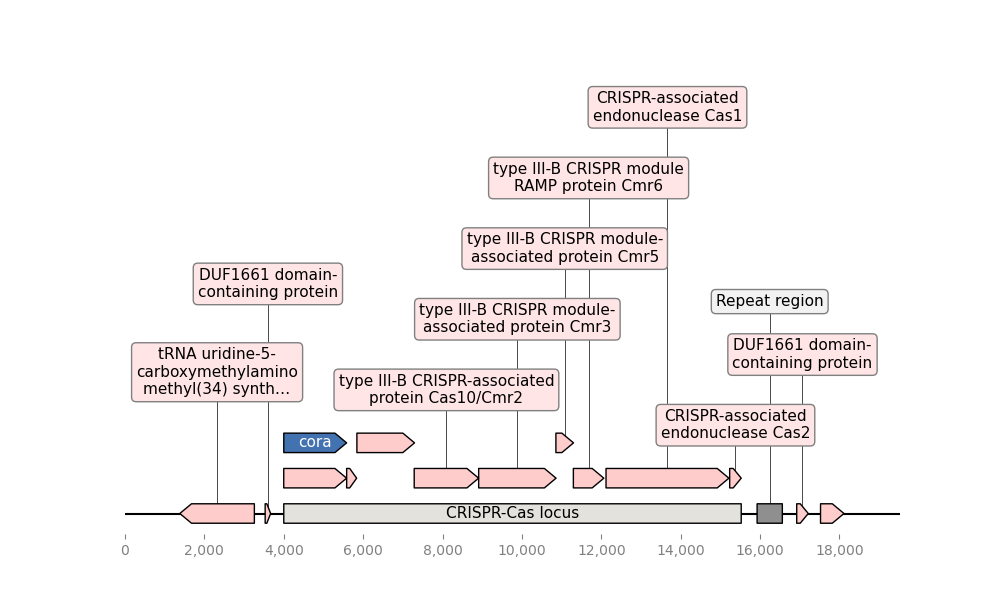 CRISPR-associated
endonuclease Cas1
type III-B CRISPR module
RAMP protein Cmr6
type III-B CRISPR module-
associated protein Cmr5
DUF1661 domain-
containing protein
Repeat region
type III-B CRISPR module-
associated protein Cmr3
DUF1661 domain-
containing protein
tRNA uridine-5-
carboxymethylamino
methyl(34) synth...
type III-B CRISPR-associated
protein Cas10/Cmr2
CRISPR-associated
endonuclease Cas2
cora
CRISPR-Cas locus
0 2,000 4,000 6,000 8,000 10,000 12,000 14,000 16,000 18,000